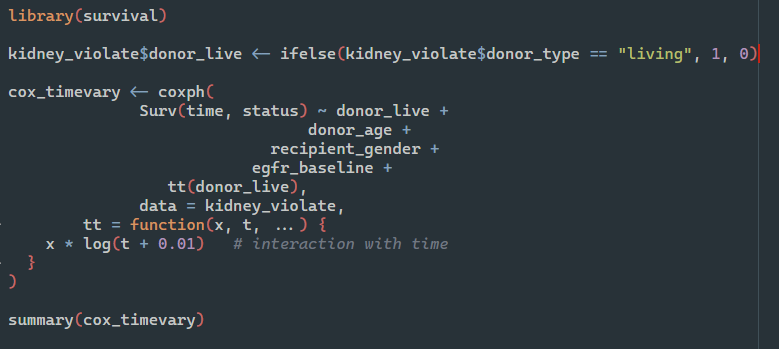 library(survival)
kidney_violate$donor_live <- ifelse(kidney_violate$donor_type == "living", 1, 0)
cox_timevary <- coxph(
Surv(time, status) ~ donor_live +
donor_age +
recipient_gender +
egfr_baseline +
tt(donor_live),
data = kidney_violate,
tt = function(x, t, ...) {
x * log(t + 0.01)   # interaction with time
}
)
summary(cox_timevary)